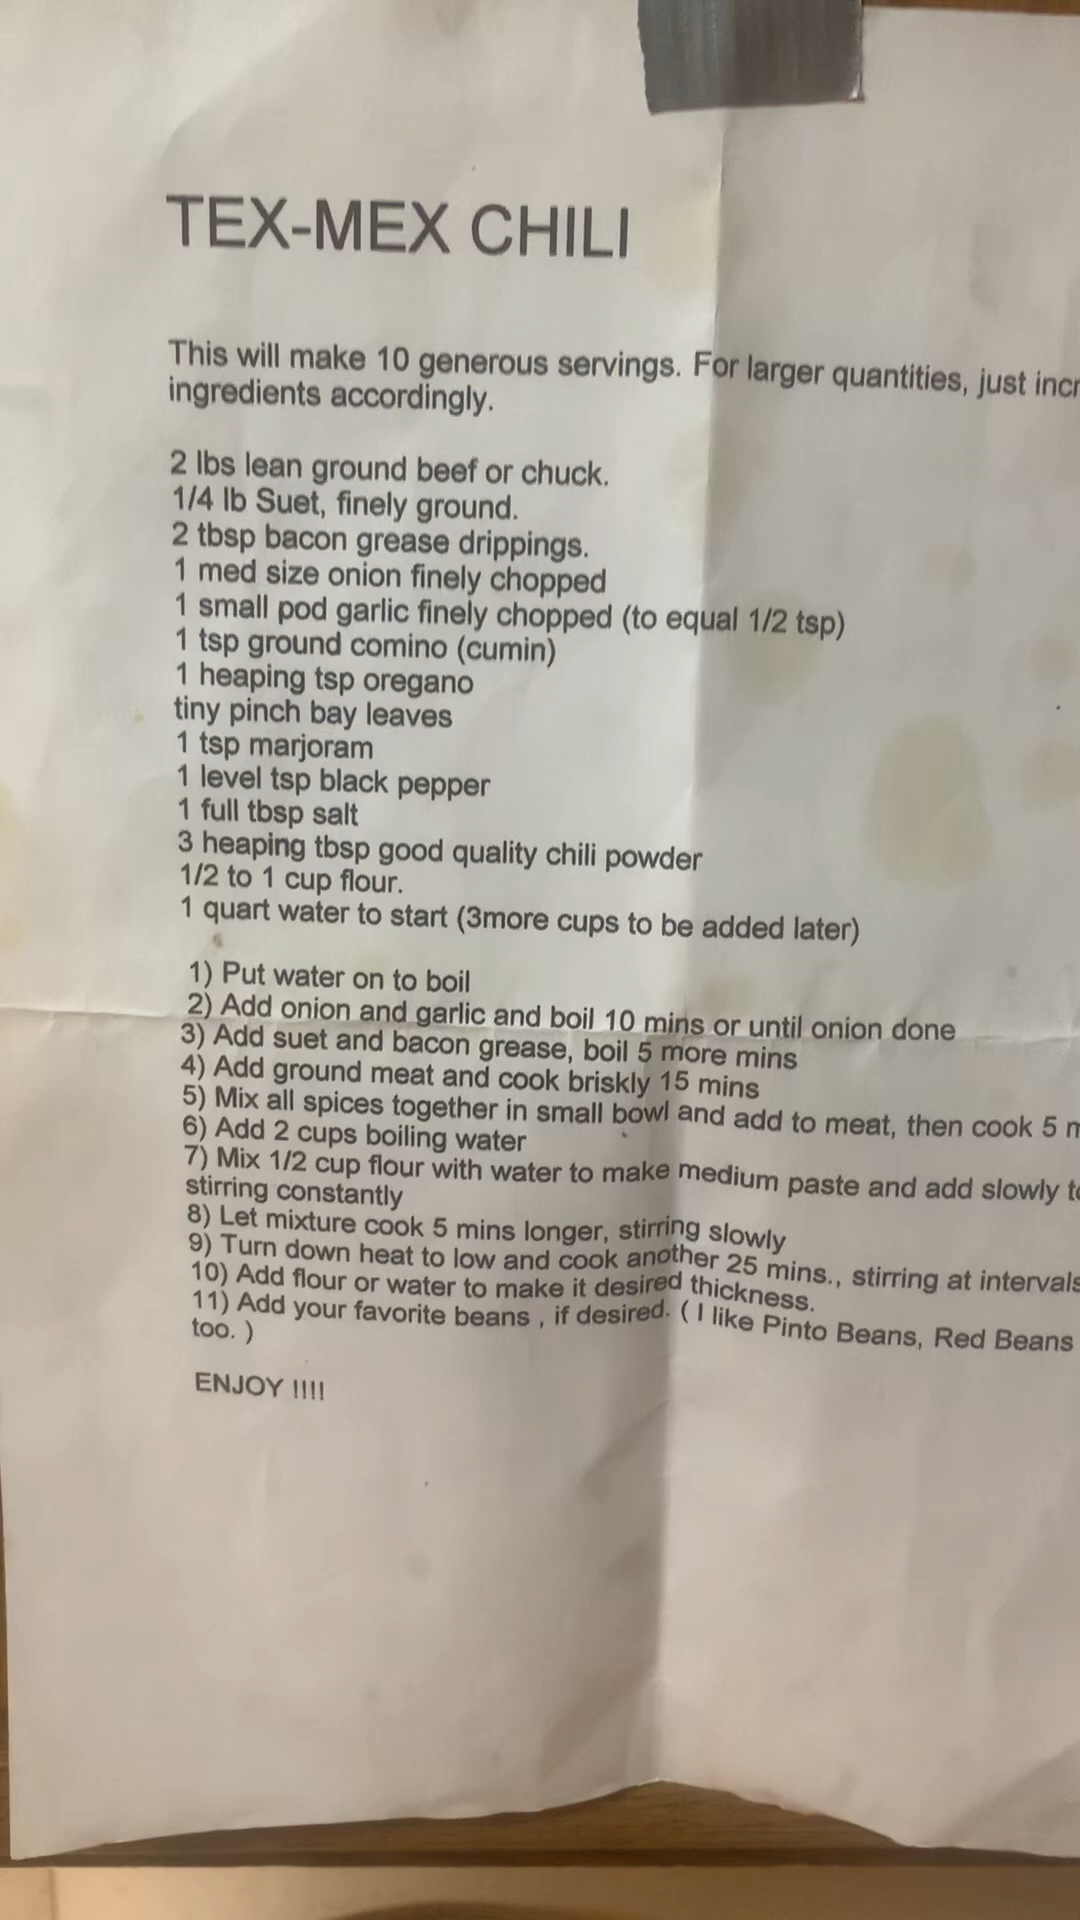 TEX-MEX CHILI
This will make 10 generous servings. For larger quantities, just
ingredients accordingly.
2 lbs lean ground beef or chuck.
1/4 lb Suet, finely ground.
2 tbsp bacon grease drippings.
1 med size onion finely chopped
1 small pod garlic finely chopped (to equal 1/2 tsp)
1 tsp ground comino (cumin)
1 heaping tsp oregano
tiny pinch bay leaves
1 tsp marjoram
1 level tsp black pepper
1 full tbsp salt
3 heaping tbsp good quality chili powder
1/2 to 1 cup flour.
1 quart water to start (3more cups to be added later)
1) Put water on to boil
2) Add onion and garlic and boil 10 mins or until onion done
3) Add suet and bacon grease, boil 5 more mins
4) Add ground meat and cook briskly 15 mins
5) Mix all spices together in small bowl and add to meat, then cook 5
6) Add 2 cups boiling water
7) Mix 1/2 cup flour with water to make medium paste and add slowly
stirring constantly
8) Let mixture cook 5 mins longer, stirring slowly
9) Turn down heat to low and cook another 25 mins., stirring at intervals
10) Add flour or water to make it desired thickness.
11) Add your favorite beans , if desired. ( I like Pinto Beans, Red Beans
too. )
ENJOY !!!!